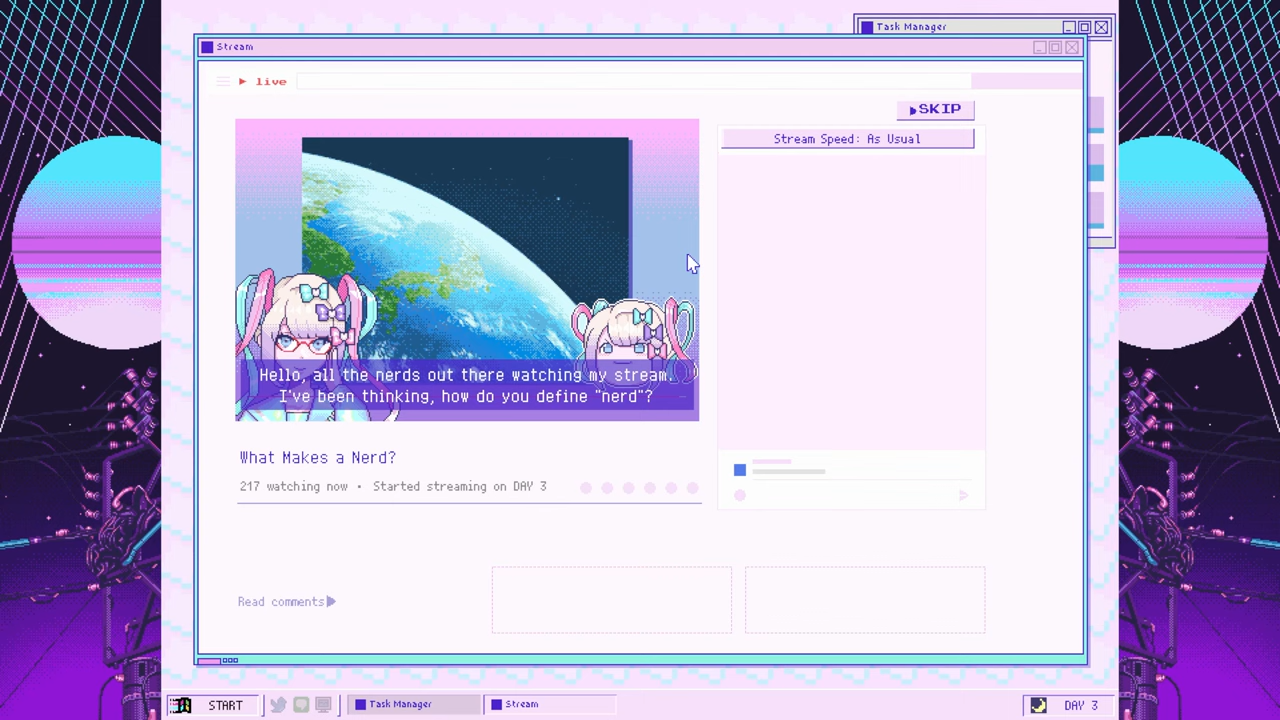 Task Manager
Stream
live
SKIP
Stream Speed: As Usual
Hello, all the nerds out there watching my stream.
I've been thinking, how do you define "nerd"?
What Makes a Nerd?
217 watching now • Started streaming on DAY 3
Read comments
START
Task Manager
Stream
DAY 3